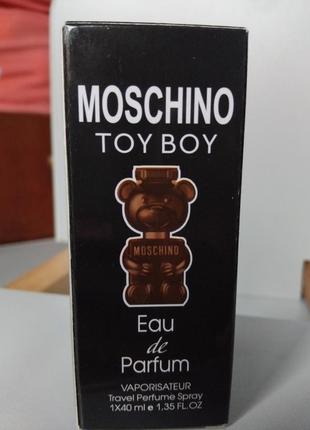 MOSCHINO
TOY BOY
MOSCHINO
Eau
de
Parfum
VAPORISATEUR
Travel Perfume Spray
1X40 ml e 1,35 FL.OZ